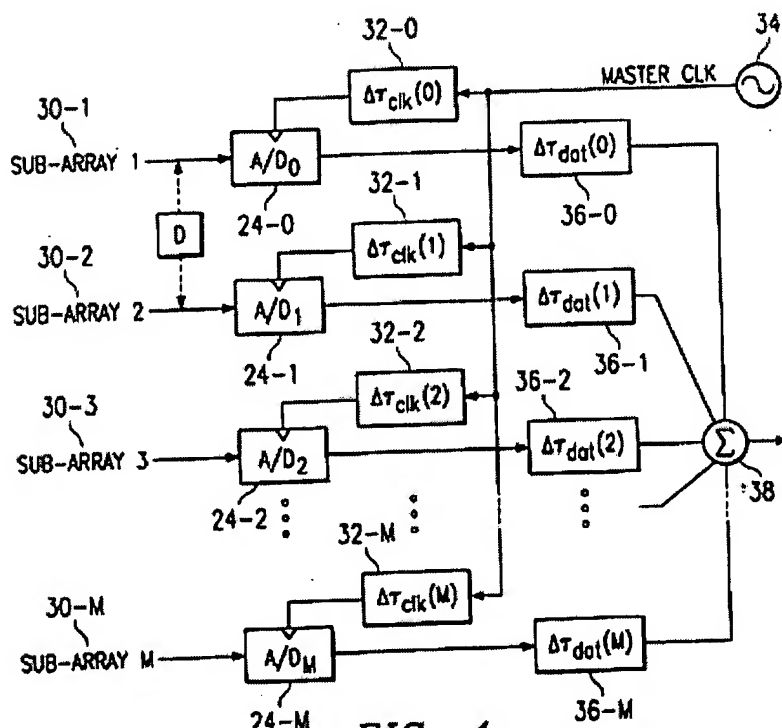 32-0
34
Δτclk(0)
MASTER CLK
30-1
SUB-ARRAY 1
A/D0
Δτdat(0)
24-0
32-1
36-0
D
30-2
Δτclk(1)
SUB-ARRAY 2
A/D1
Δτdat(1)
24-1
32-2
36-1
30-3
Δτclk(2)
36-2
SUB-ARRAY 3
A/D2
Δτdat(2)
Σ
38
24-2
32-M
30-M
Δτclk(M)
SUB-ARRAY M
A/DM
Δτdat(M)
24-M
36-M